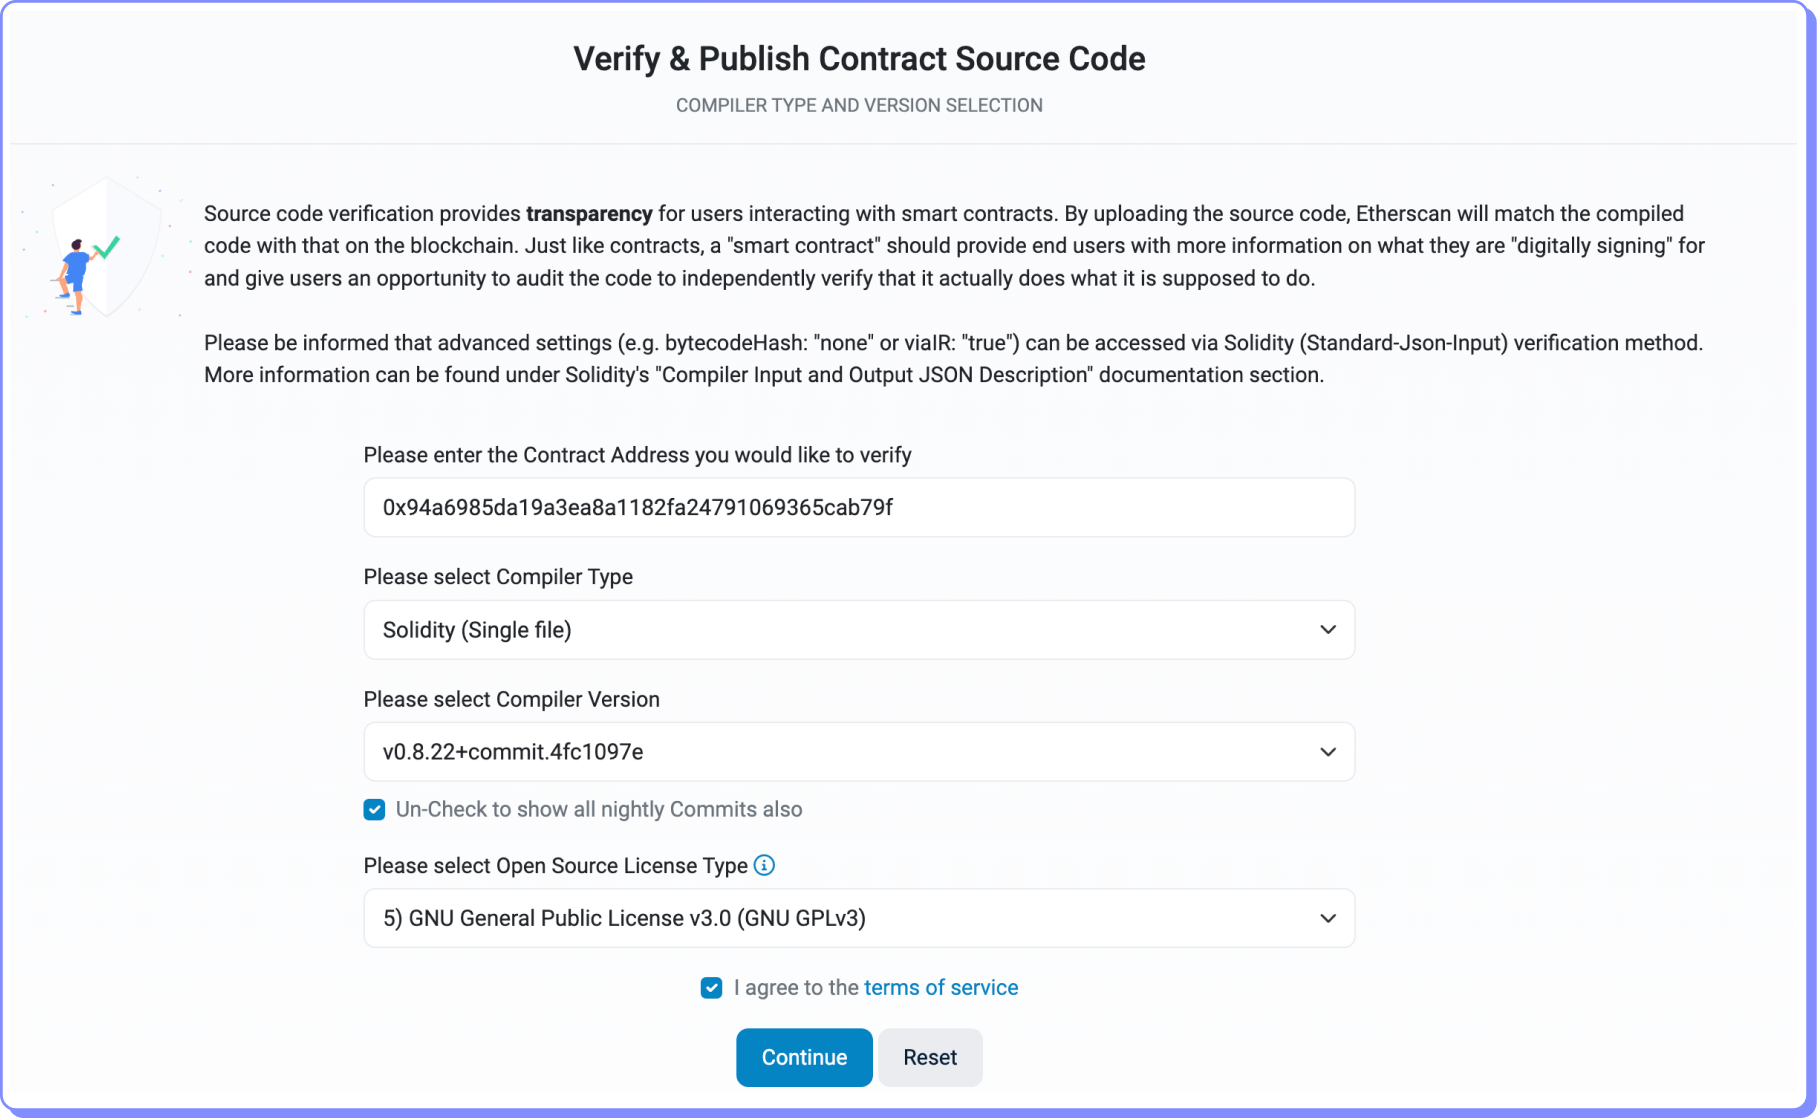 Verify & Publish Contract Source Code
COMPILER TYPE AND VERSION SELECTION
Source code verification provides transparency for users interacting with smart contracts. By uploading the source code, Etherscan will match the compiled
code with that on the blockchain. Just like contracts, a "smart contract" should provide end users with more information on what they are "digitally signing" for
and give users an opportunity to audit the code to independently verify that it actually does what it is supposed to do.
Please be informed that advanced settings (e.g. bytecodeHash: "none" or viaIR: "true") can be accessed via Solidity (Standard-Json-Input) verification method.
More information can be found under Solidity's "Compiler Input and Output JSON Description" documentation section.
Please enter the Contract Address you would like to verify
0x94a6985da19a3ea8a1182fa24791069365cab79f
Please select Compiler Type
Solidity (Single file)
Please select Compiler Version
v0.8.22+commit.4fc1097e
Un-Check to show all nightly Commits also
Please select Open Source License Type
5) GNU General Public License v3.0 (GNU GPLv3)
I agree to the terms of service
Continue Reset